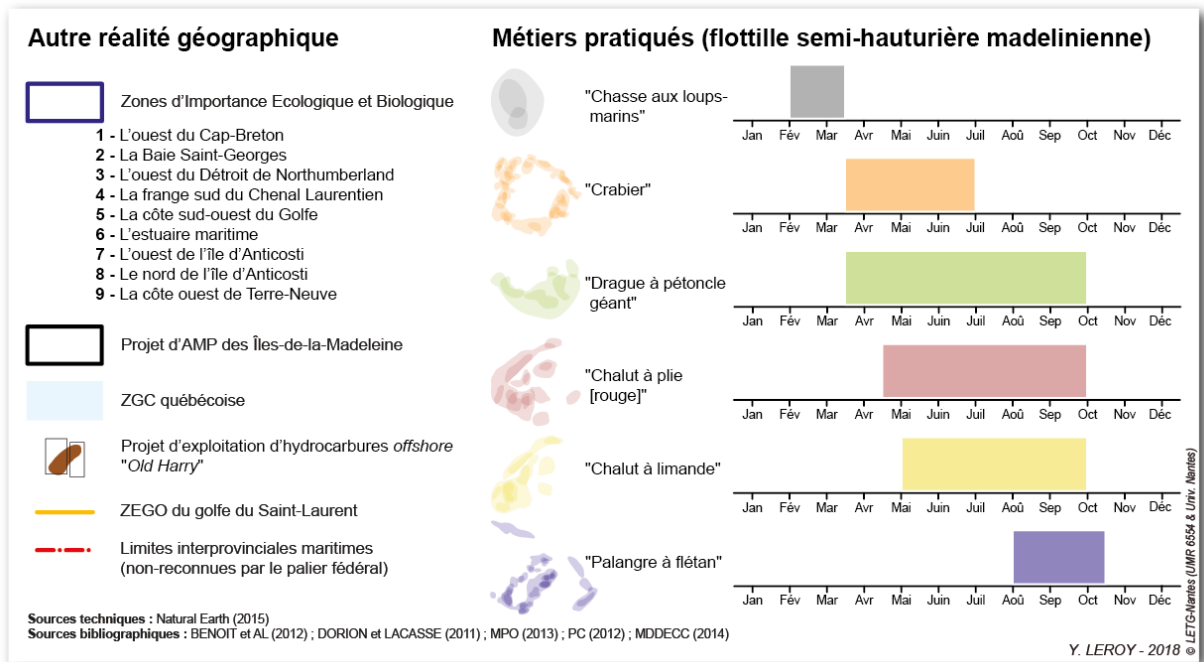 Autre réalité géographique
Zones d'Importance Ecologique et Biologique
1 - L'ouest du Cap-Breton
2 - La Baie Saint-Georges
3 - L'ouest du Détroit de Northumberland
4 - La frange sud du Chenal Laurentien
5 - La côte sud-ouest du Golfe
6 - L'estuaire maritime
7 - L'ouest de l'île d'Anticosti
8 - Le nord de l'île d'Anticosti
9 - La côte ouest de Terre-Neuve
Projet d'AMP des Îles-de-la-Madeleine
ZGC québécoise
Projet d'exploitation d'hydrocarbures offshore
"Old Harry"
ZEGO du golfe du Saint-Laurent
Limites interprovinciales maritimes
(non-reconnues par le palier fédéral)
Métiers pratiqués (flottille semi-hauturière madelinienne)
"Chasse aux loups-
marins"
Jan Fév Mar Avr Mai Juin Juil Aoû Sep Oct Nov Déc
"Crabier"
Jan Fév Mar Avr Mai Juin Juil Aoû Sep Oct Nov Déc
"Drague à pétoncle
géant"
Jan Fév Mar Avr Mai Juin Juil Aoû Sep Oct Nov Déc
"Chalut à plie
[rouge]"
Jan Fév Mar Avr Mai Juin Juil Aoû Sep Oct Nov Déc
"Chalut à limande"
Jan Fév Mar Avr Mai Juin Juil Aoû Sep Oct Nov Déc
"Palangre à flétan"
Jan Fév Mar Avr Mai Juin Juil Aoû Sep Oct Nov Déc
Sources techniques : Natural Earth (2015)
Sources bibliographiques : BENOIT et AL (2012) ; DORION et LACASSE (2011) ; MPO (2013) ; PC (2012) ; MDDECC (2014)
Y. LEROY - 2018
© LETG-Nantes (UMR 6554 & Univ. Nantes)